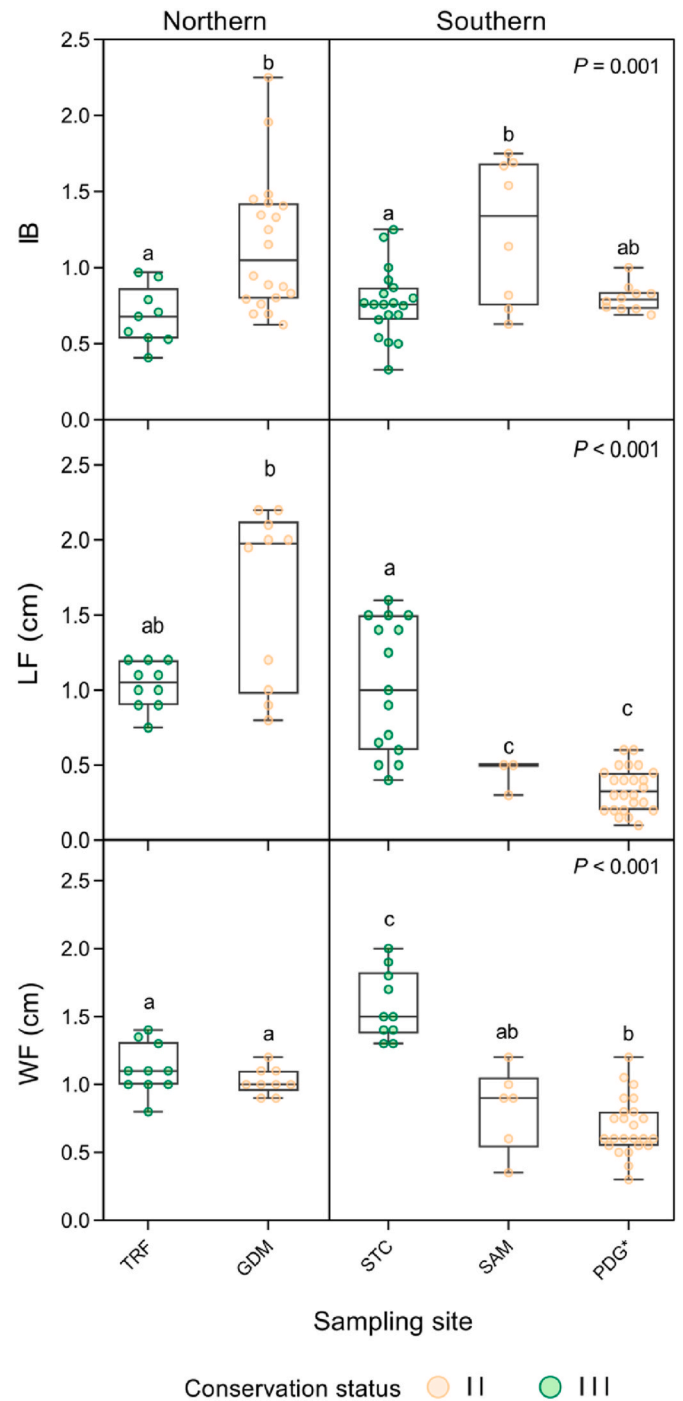 Northern Southern
2.5
P = 0.001
b
2.0
b
1.5
a
a
ab
IB
1.0
0.5
0.0
P < 0.001
2.5
b
2.0
a
ab
1.5
LF (cm)
1.0
c
c
0.5
0.0
P < 0.001
2.5
c
2.0
a
a
ab
b
1.5
WF (cm)
1.0
0.5
0.0
TRF GDM STC SAM PDG*
Sampling site
Conservation status II III